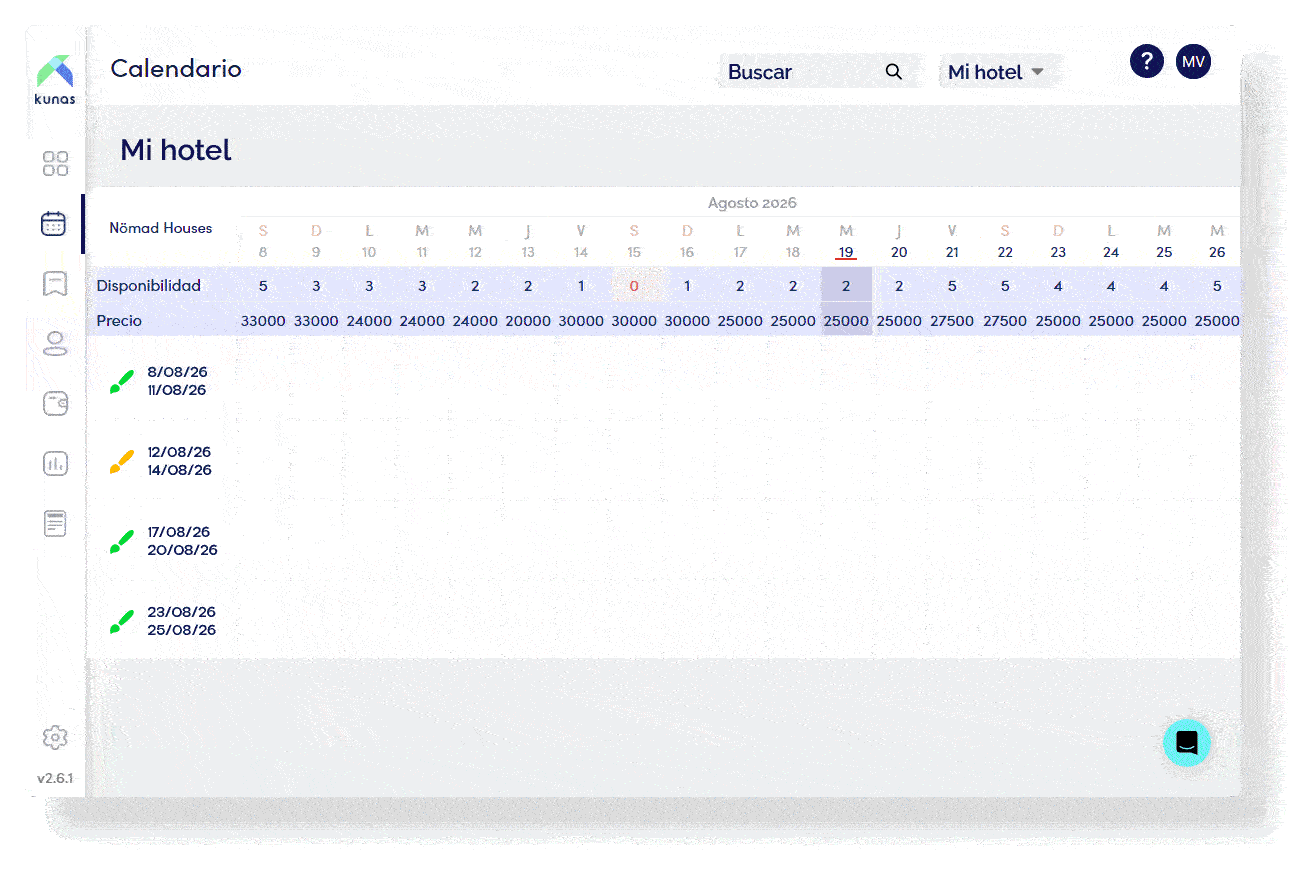 kunas
Calendario
Buscar
Mi hotel
?
MV
Mi hotel
Agosto 2026
Nömad Houses
S D L M M J V S D L M M J V S D L M M
8 9 10 11 12 13 14 15 16 17 18 19 20 21 22 23 24 25 26
Disponibilidad 5 3 3 3 2 2 1 0 1 2 2 2 2 5 5 4 4 4 5
Precio 33000 33000 24000 24000 24000 20000 30000 30000 30000 25000 25000 25000 25000 27500 27500 25000 25000 25000 25000
8/08/26
11/08/26
12/08/26
14/08/26
17/08/26
20/08/26
23/08/26
25/08/26
v2.6.1